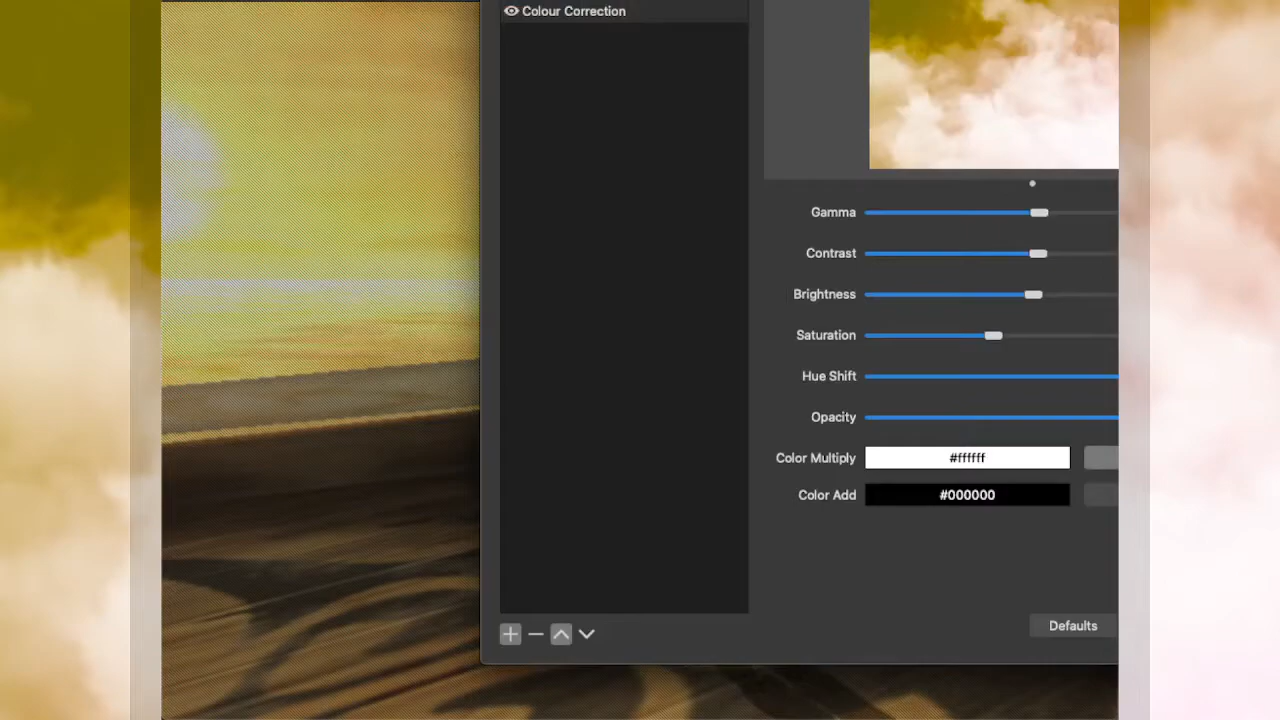 Colour Correction
Gamma
Contrast
Brightness
Saturation
Hue Shift
Opacity
Color Multiply #ffffff
Color Add #000000
Defaults